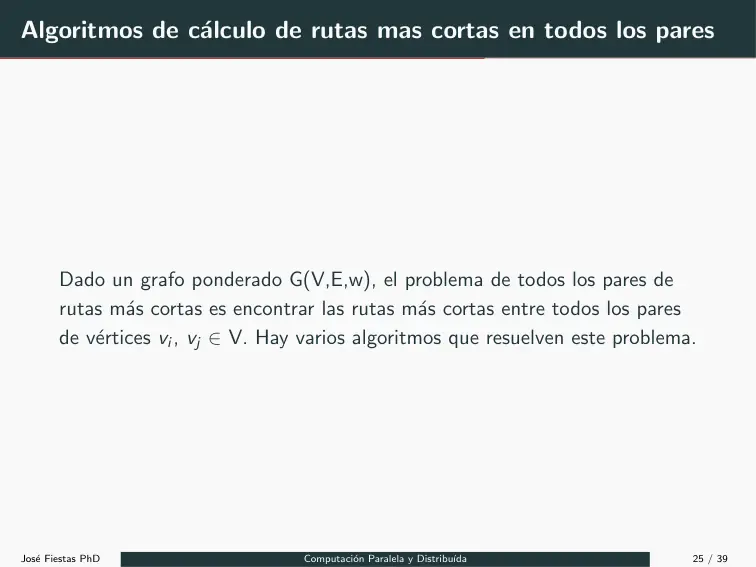 Algoritmos de cálculo de rutas mas cortas en todos los pares
Dado un grafo ponderado G(V,E,w), el problema de todos los pares de
rutas más cortas es encontrar las rutas más cortas entre todos los pares
de vértices vᵢ, vⱼ ∈ V. Hay varios algoritmos que resuelven este problema.
José Fiestas PhD
Computación Paralela y Distribuída
25 / 39